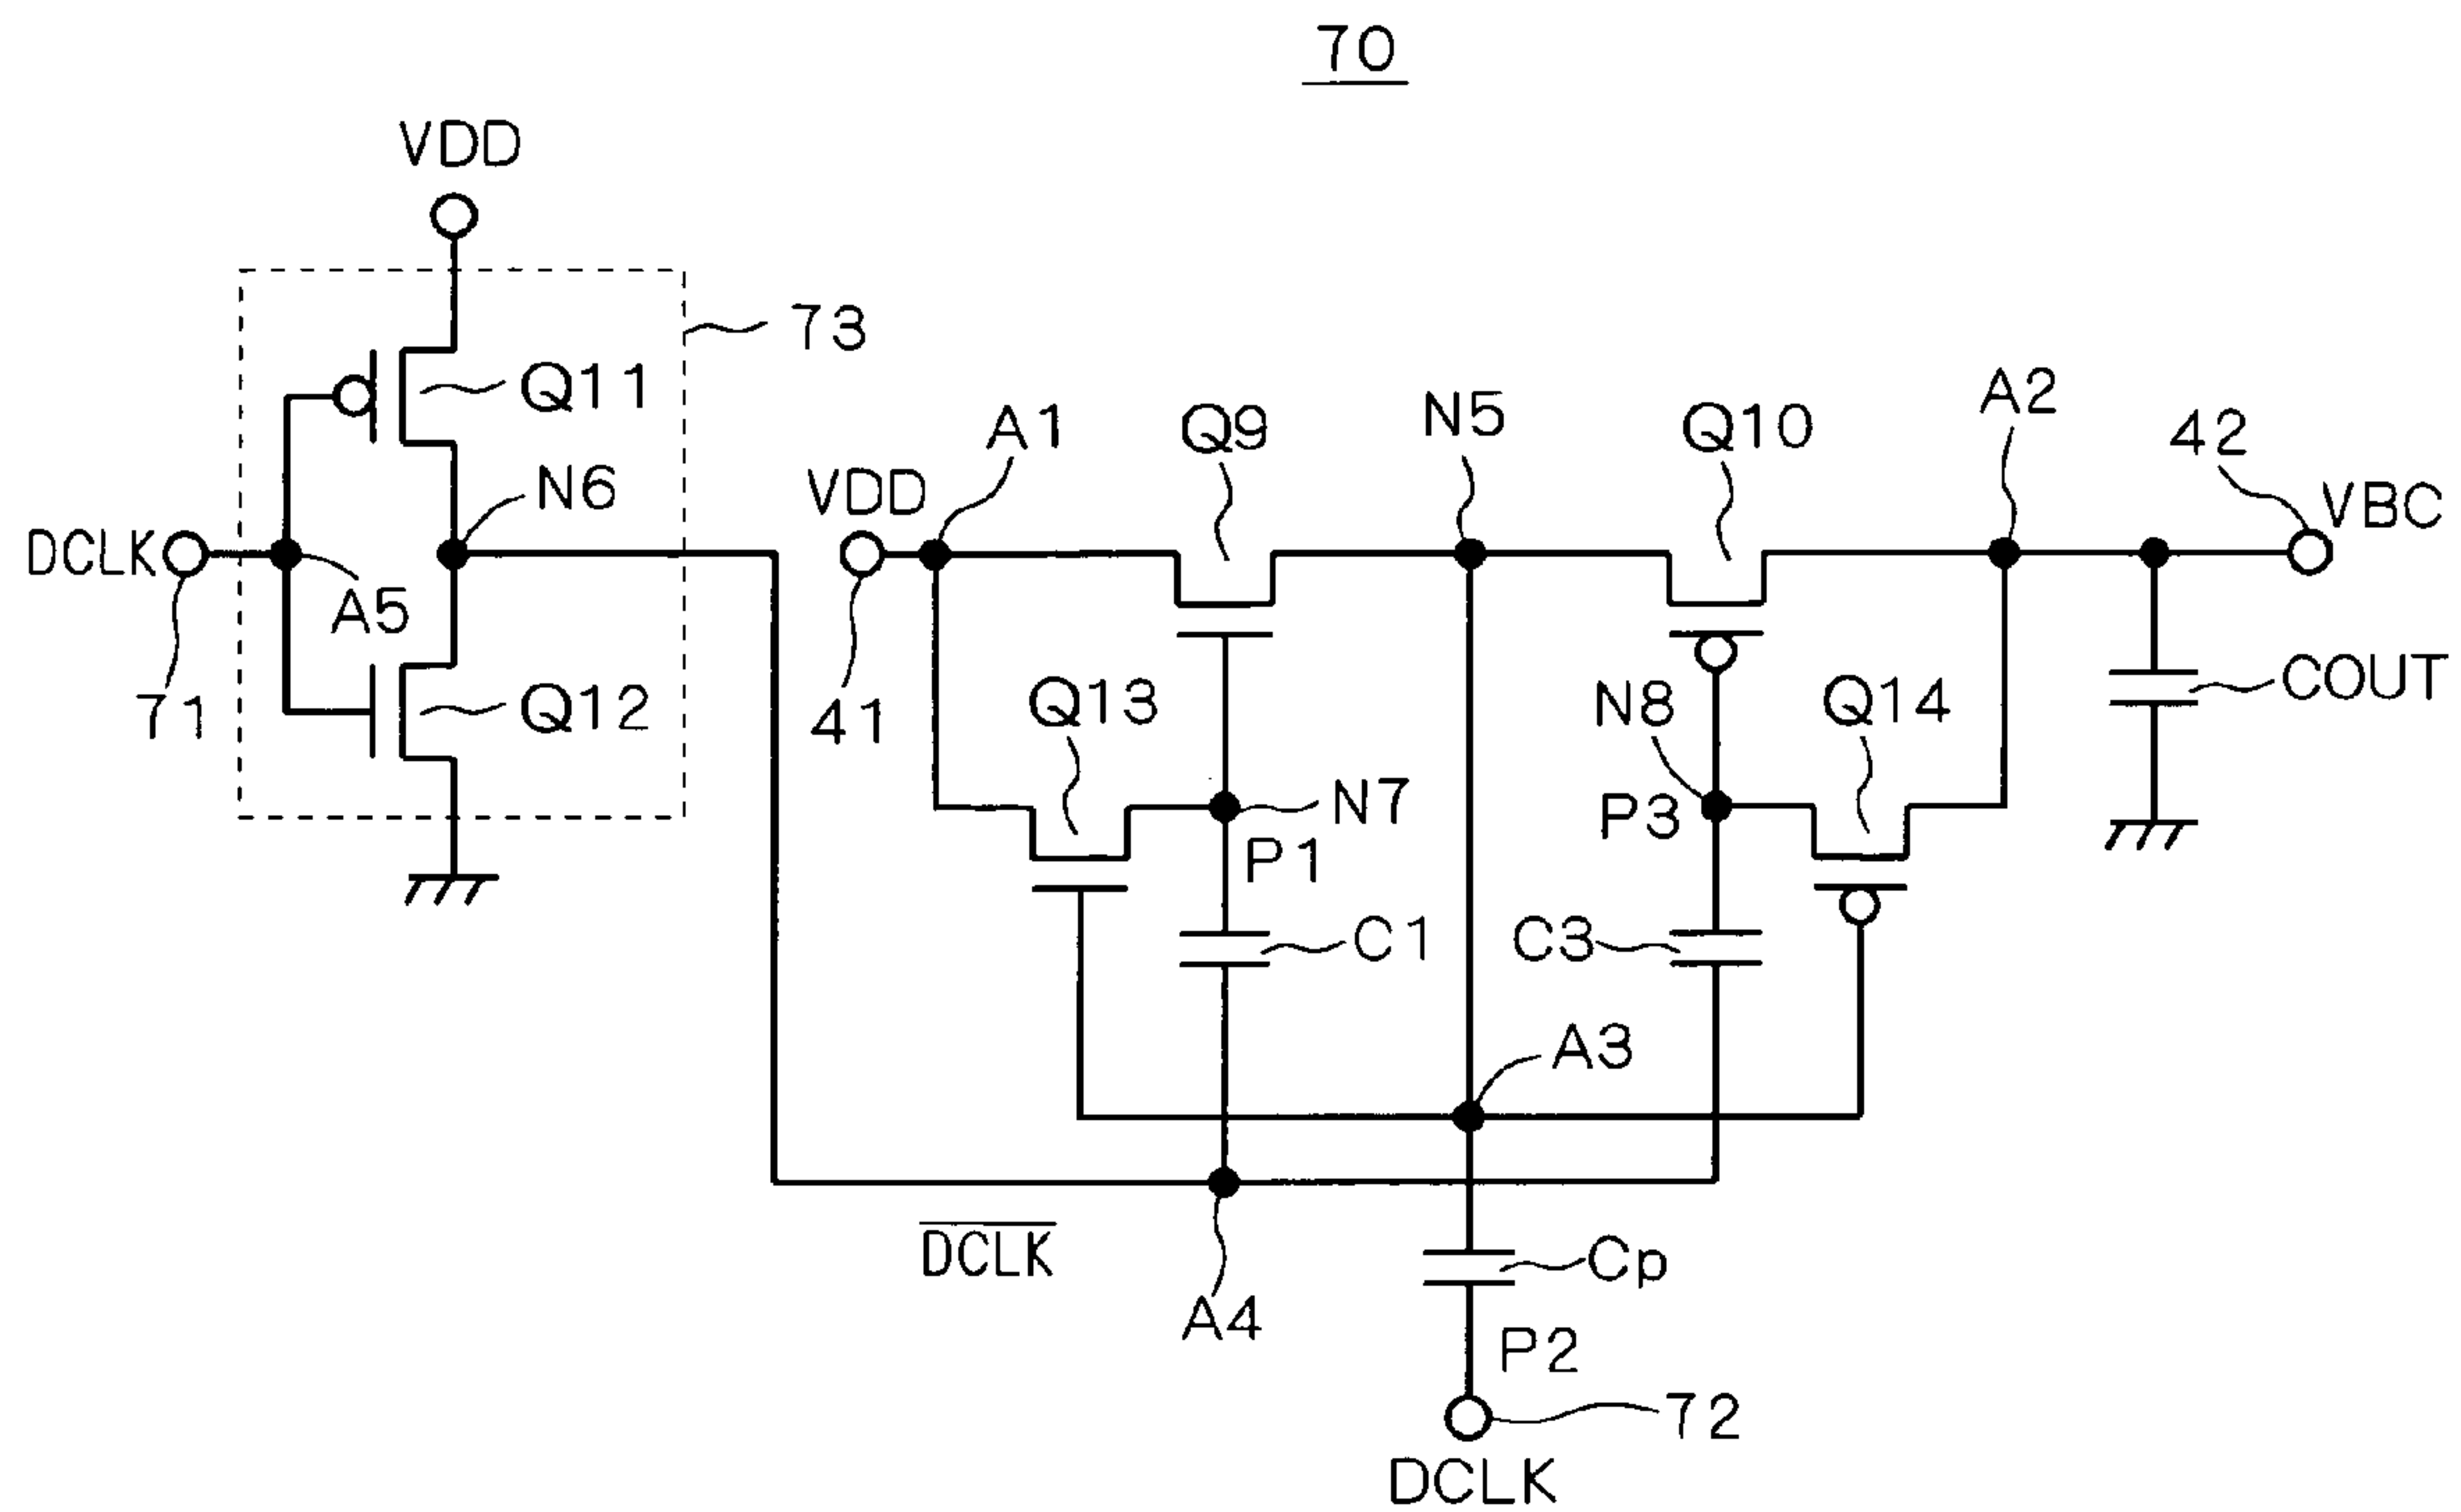 70
VDD
73
Q11
A1
Q9
N5
Q10
A2
42
VDD
VBC
N6
DCLK
A5
71
Q12
41
Q13
N8
Q14
COUT
N7
P3
P1
C1
C3
A3
DCLK
Cp
A4
P2
72
DCLK